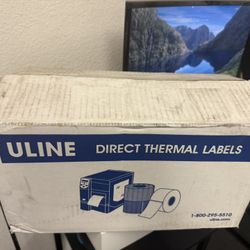 ULINE DIRECT THERMAL LABELS
1-800-295-5510
uline.com